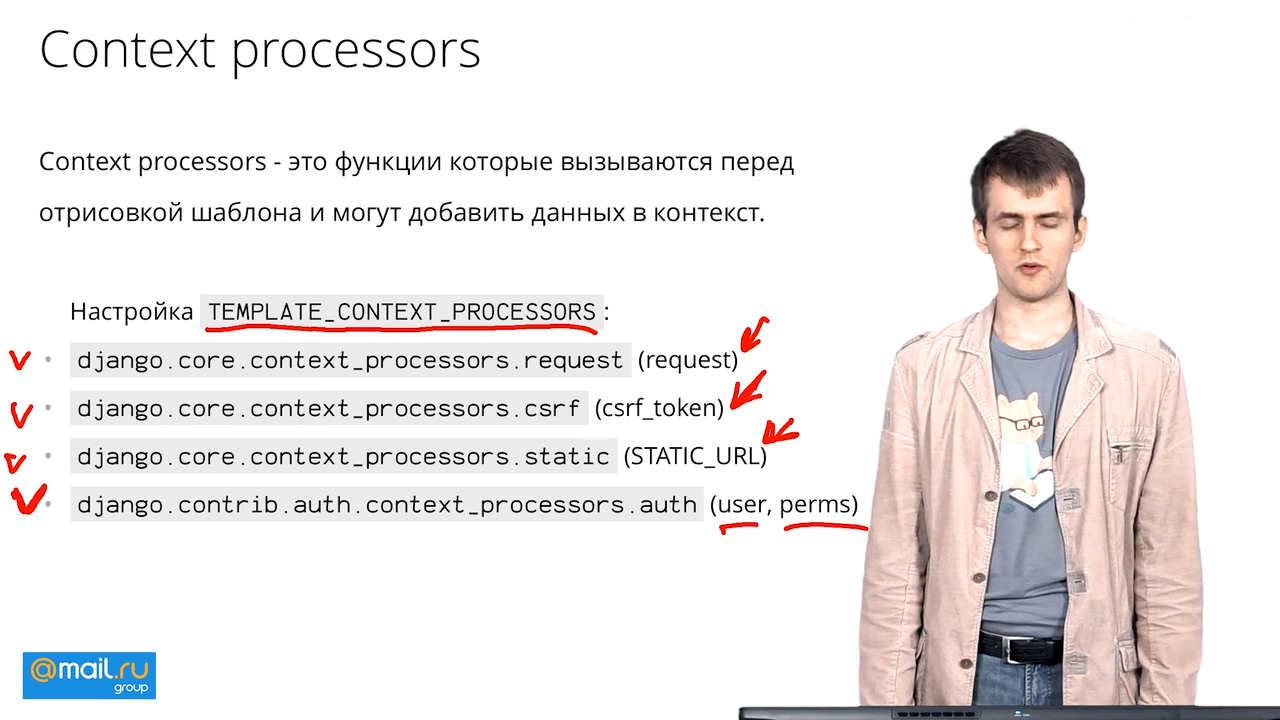 Context processors
Context processors - это функции которые вызываются перед
отрисовкой шаблона и могут добавить данных в контекст.
Настройка TEMPLATE_CONTEXT_PROCESSORS:
• django.core.context_processors.request (request)
• django.core.context_processors.csrf (csrf_token)
• django.core.context_processors.static (STATIC_URL)
• django.contrib.auth.context_processors.auth (user, perms)
@mail.ru
group